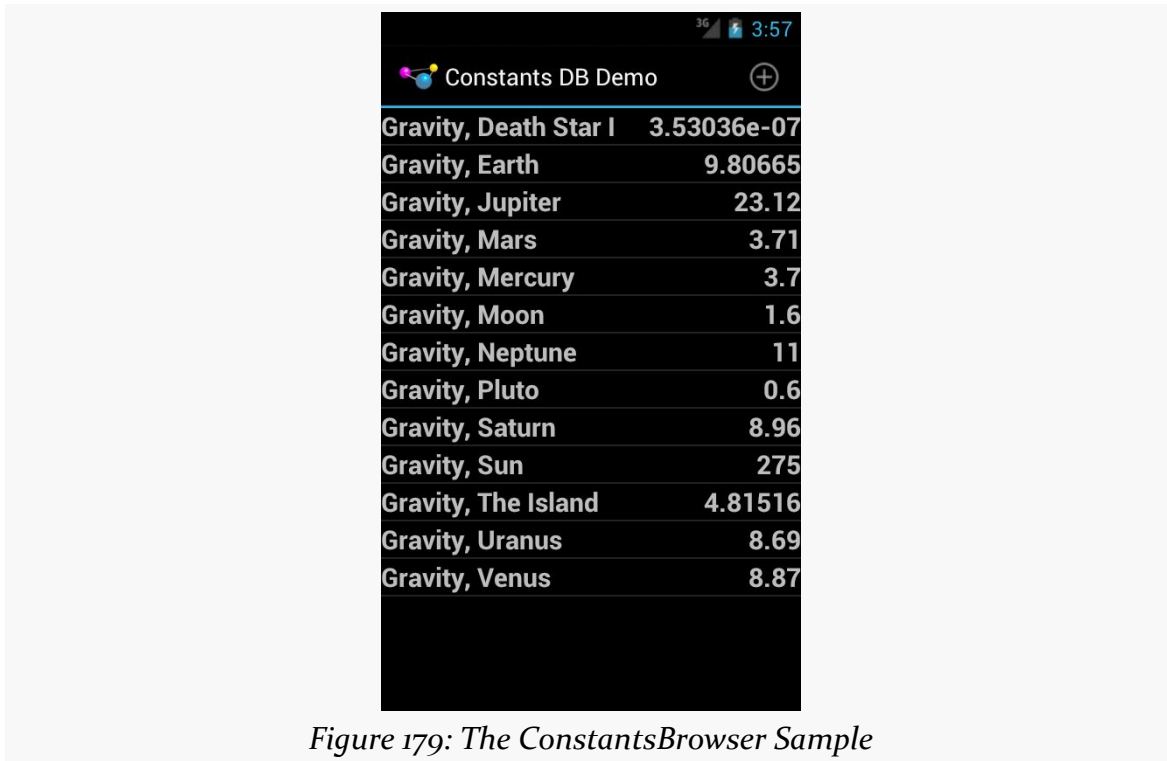 3G 3:57
Constants DB Demo
Gravity, Death Star I 3.53036e-07
Gravity, Earth 9.80665
Gravity, Jupiter 23.12
Gravity, Mars 3.71
Gravity, Mercury 3.7
Gravity, Moon 1.6
Gravity, Neptune 11
Gravity, Pluto 0.6
Gravity, Saturn 8.96
Gravity, Sun 275
Gravity, The Island 4.81516
Gravity, Uranus 8.69
Gravity, Venus 8.87
Figure 179: The ConstantsBrowser Sample